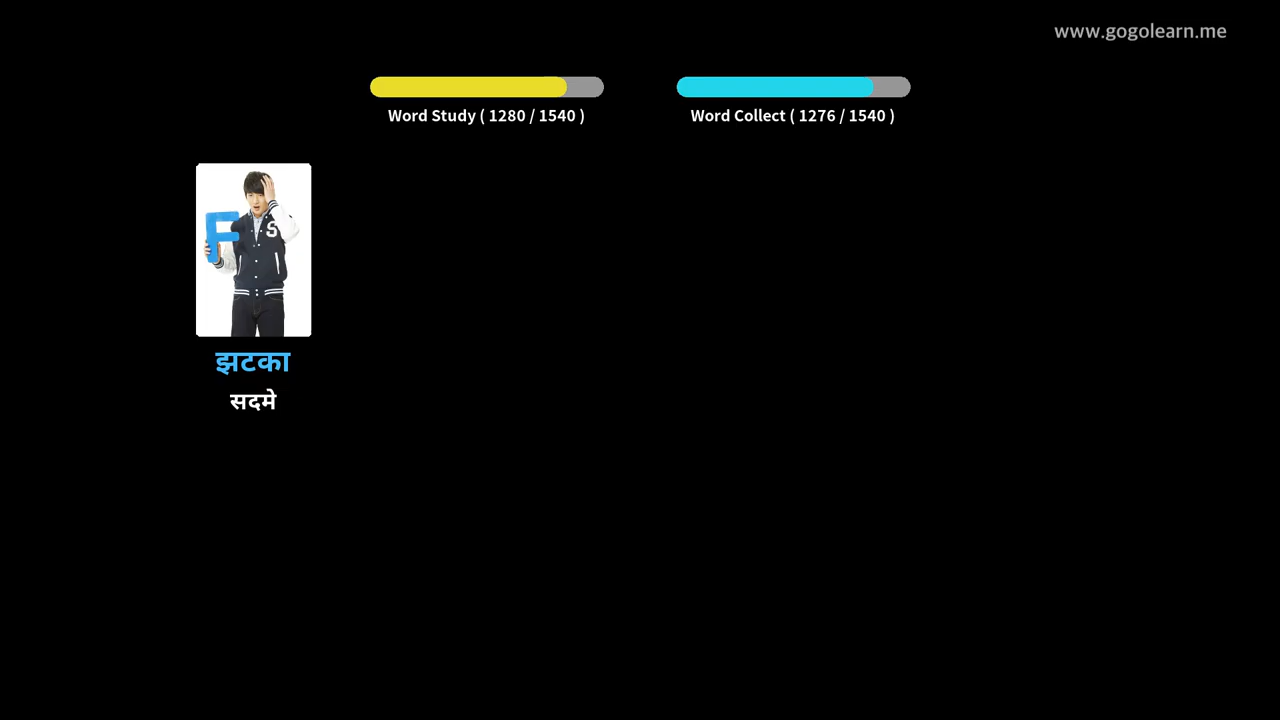 www.gogolearn.me
Word Study ( 1280 / 1540 )
Word Collect ( 1276 / 1540 )
F
S
झटका
सदमे